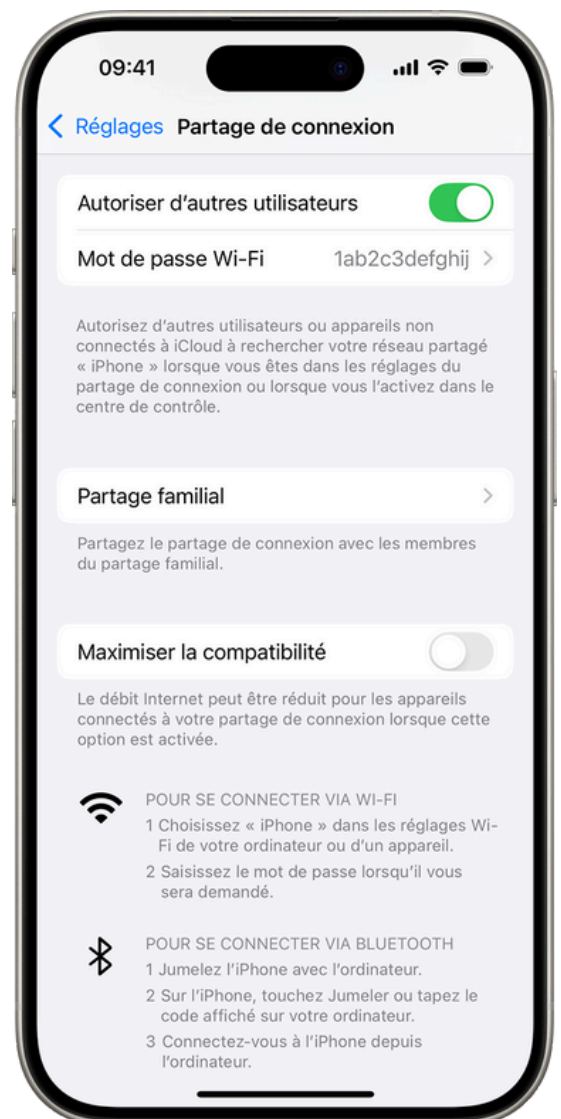 09:41
Réglages Partage de connexion
Autoriser d’autres utilisateurs
Mot de passe Wi-Fi 1ab2c3defghij
Autorisez d’autres utilisateurs ou appareils non
connectés à iCloud à rechercher votre réseau partagé
« iPhone » lorsque vous êtes dans les réglages du
partage de connexion ou lorsque vous l’activez dans le
centre de contrôle.
Partage familial
Partagez le partage de connexion avec les membres
du partage familial.
Maximiser la compatibilité
Le débit Internet peut être réduit pour les appareils
connectés à votre partage de connexion lorsque cette
option est activée.
POUR SE CONNECTER VIA WI-FI
1 Choisissez « iPhone » dans les réglages Wi-
Fi de votre ordinateur ou d’un appareil.
2 Saisissez le mot de passe lorsqu’il vous
sera demandé.
POUR SE CONNECTER VIA BLUETOOTH
1 Jumelez l’iPhone avec l’ordinateur.
2 Sur l’iPhone, touchez Jumeler ou tapez le
code affiché sur votre ordinateur.
3 Connectez-vous à l’iPhone depuis
l’ordinateur.